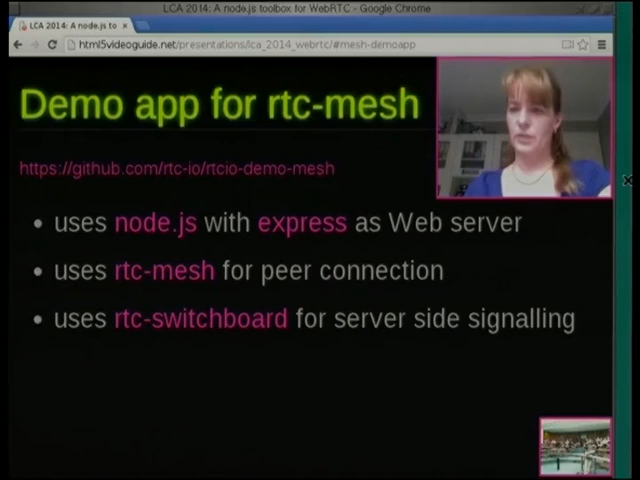 LCA 2014: A node.js toolbox for WebRTC - Google Chrome
LCA 2014: A node.js to
html5videoguide.net/presentations/lca_2014_webrtc/#mesh-demoapp
Demo app for rtc-mesh
https://github.com/rtc-io/rtcio-demo-mesh
• uses node.js with express as Web server
• uses rtc-mesh for peer connection
• uses rtc-switchboard for server side signalling